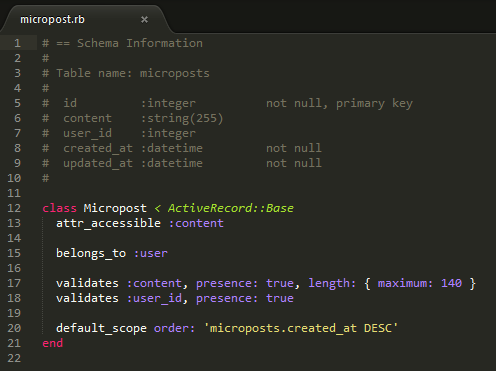 micropost.rb ×
1 # == Schema Information
2 #
3 # Table name: microposts
4 #
5 #  id         :integer          not null, primary key
6 #  content    :string(255)
7 #  user_id    :integer
8 #  created_at :datetime         not null
9 #  updated_at :datetime         not null
10 #
11
12 class Micropost < ActiveRecord::Base
13   attr_accessible :content
14
15   belongs_to :user
16
17   validates :content, presence: true, length: { maximum: 140 }
18   validates :user_id, presence: true
19
20   default_scope order: 'microposts.created_at DESC'
21 end
22